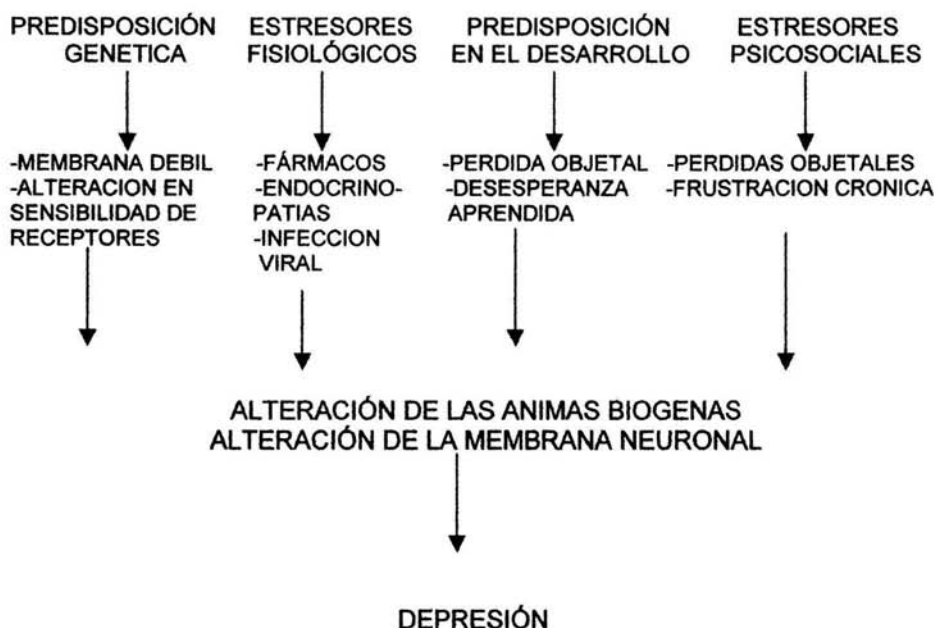 PREDISPOSICIÓN
GENETICA
ESTRESORES
FISIOLÓGICOS
PREDISPOSICIÓN
EN EL DESARROLLO
ESTRESORES
PSICOSOCIALES
-MEMBRANA DEBIL
-ALTERACION EN
SENSIBILIDAD DE
RECEPTORES
-FÁRMACOS
-ENDOCRINO-
PATIAS
-INFECCION
VIRAL
-PERDIDA OBJETAL
-DESESPERANZA
APRENDIDA
-PERDIDAS OBJETALES
-FRUSTRACION CRONICA
ALTERACIÓN DE LAS ANIMAS BIOGENAS
ALTERACIÓN DE LA MEMBRANA NEURONAL
DEPRESIÓN